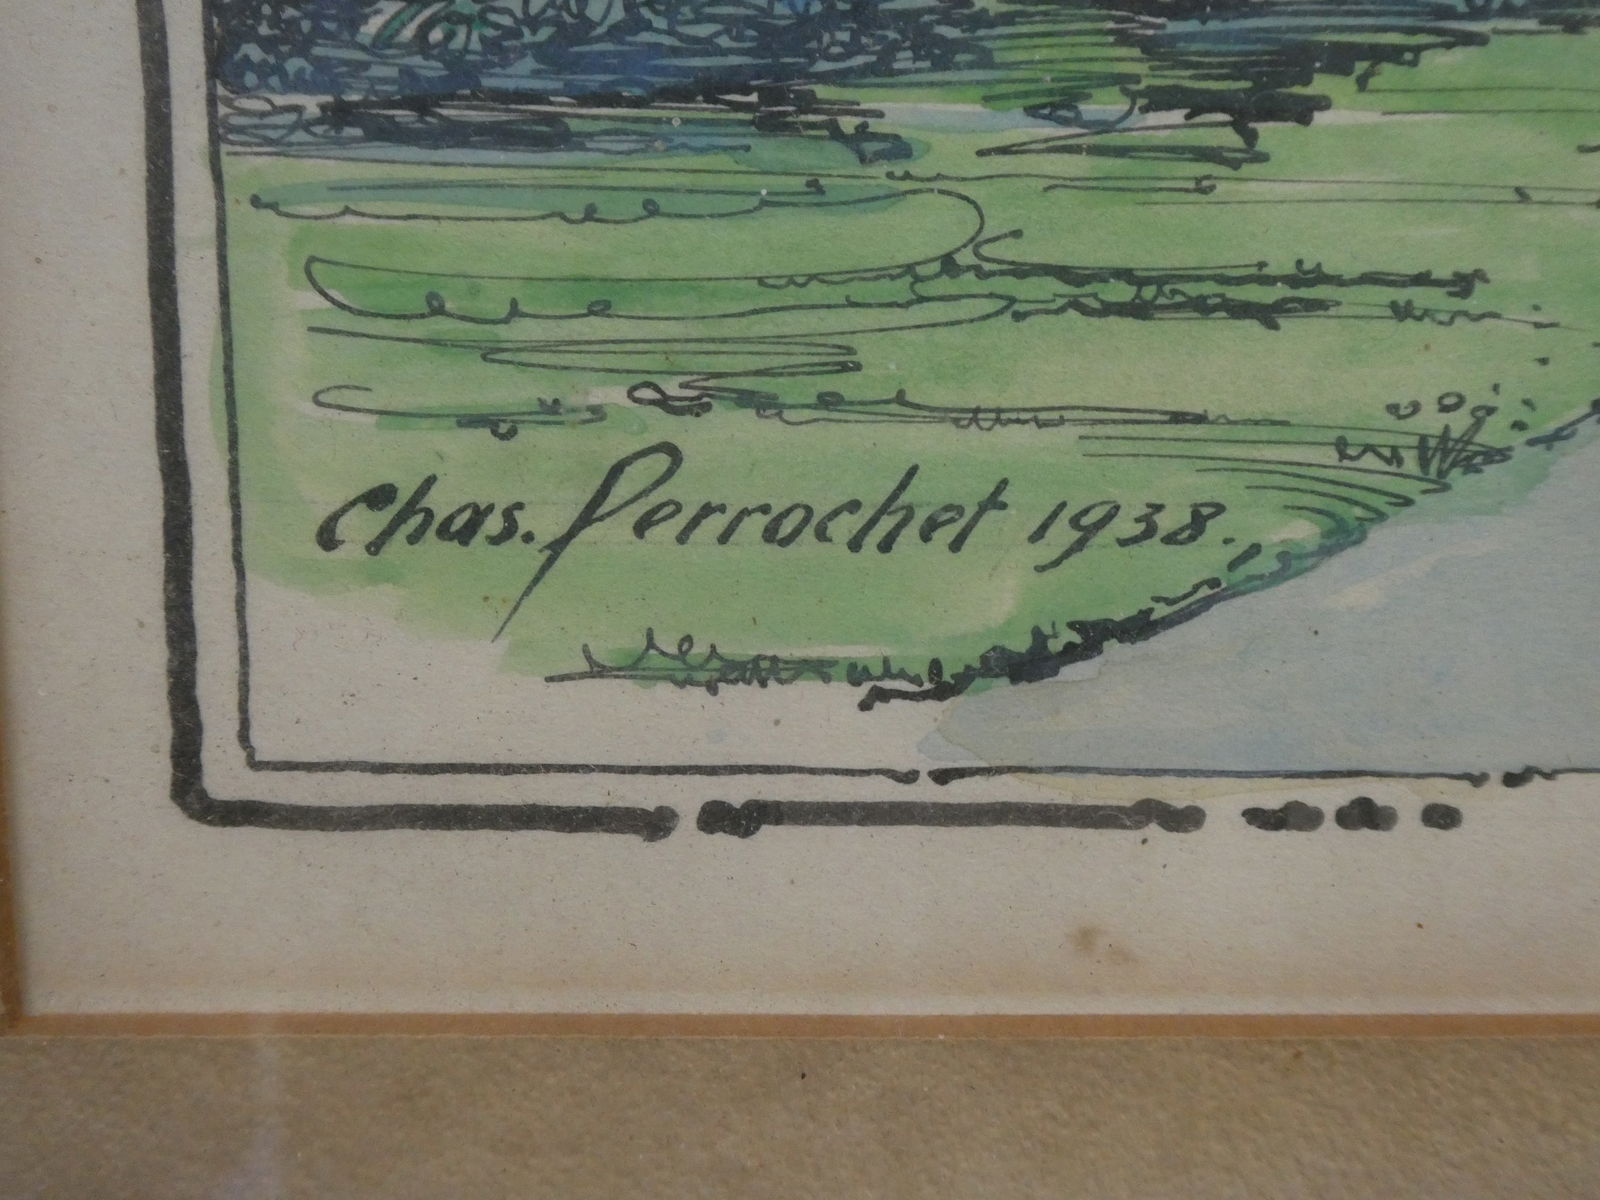 Chas. Perrochet 1938.